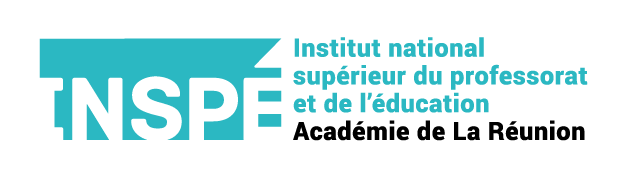 INSPÉ
Institut national
supérieur du professorat
et de l'éducation
Académie de La Réunion